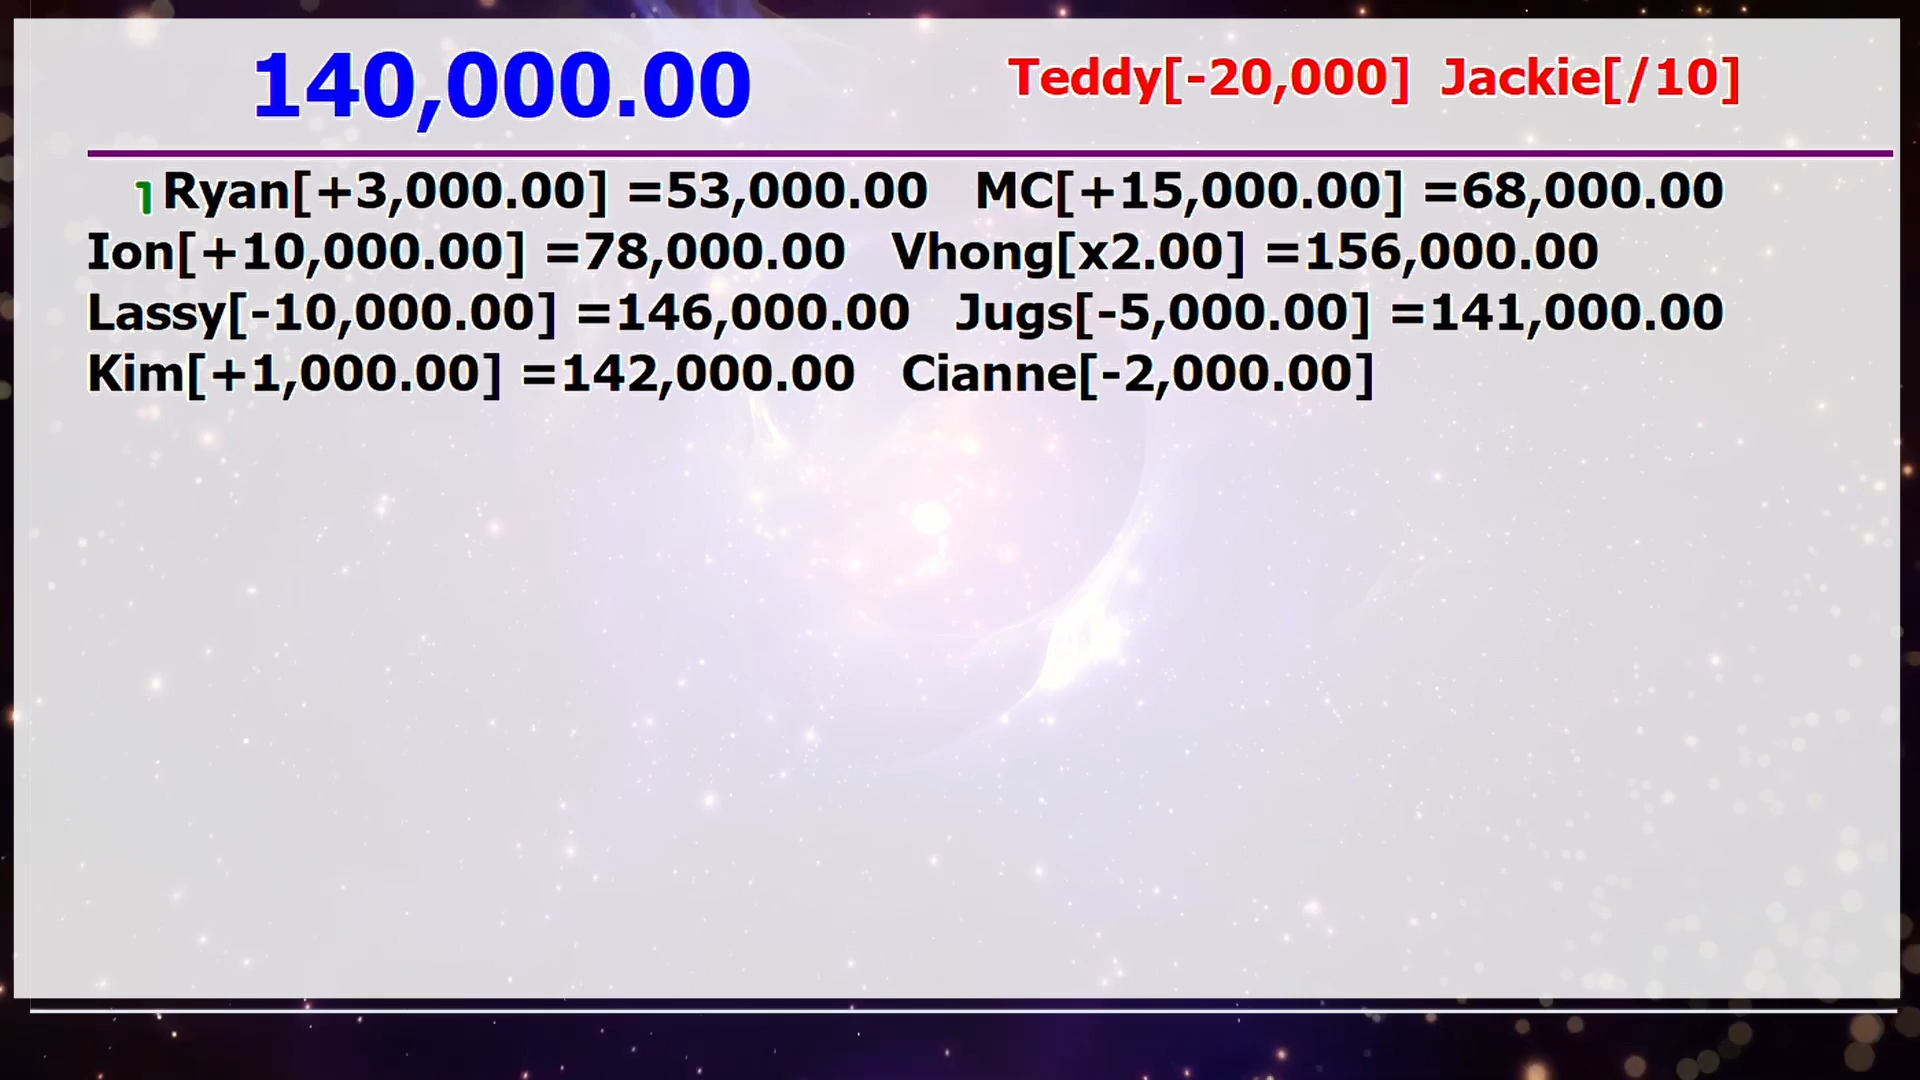 140,000.00 Teddy[-20,000] Jackie[/10]
1 Ryan[+3,000.00] =53,000.00 MC[+15,000.00] =68,000.00
Ion[+10,000.00] =78,000.00 Vhong[x2.00] =156,000.00
Lassy[-10,000.00] =146,000.00 Jugs[-5,000.00] =141,000.00
Kim[+1,000.00] =142,000.00 Cianne[-2,000.00]